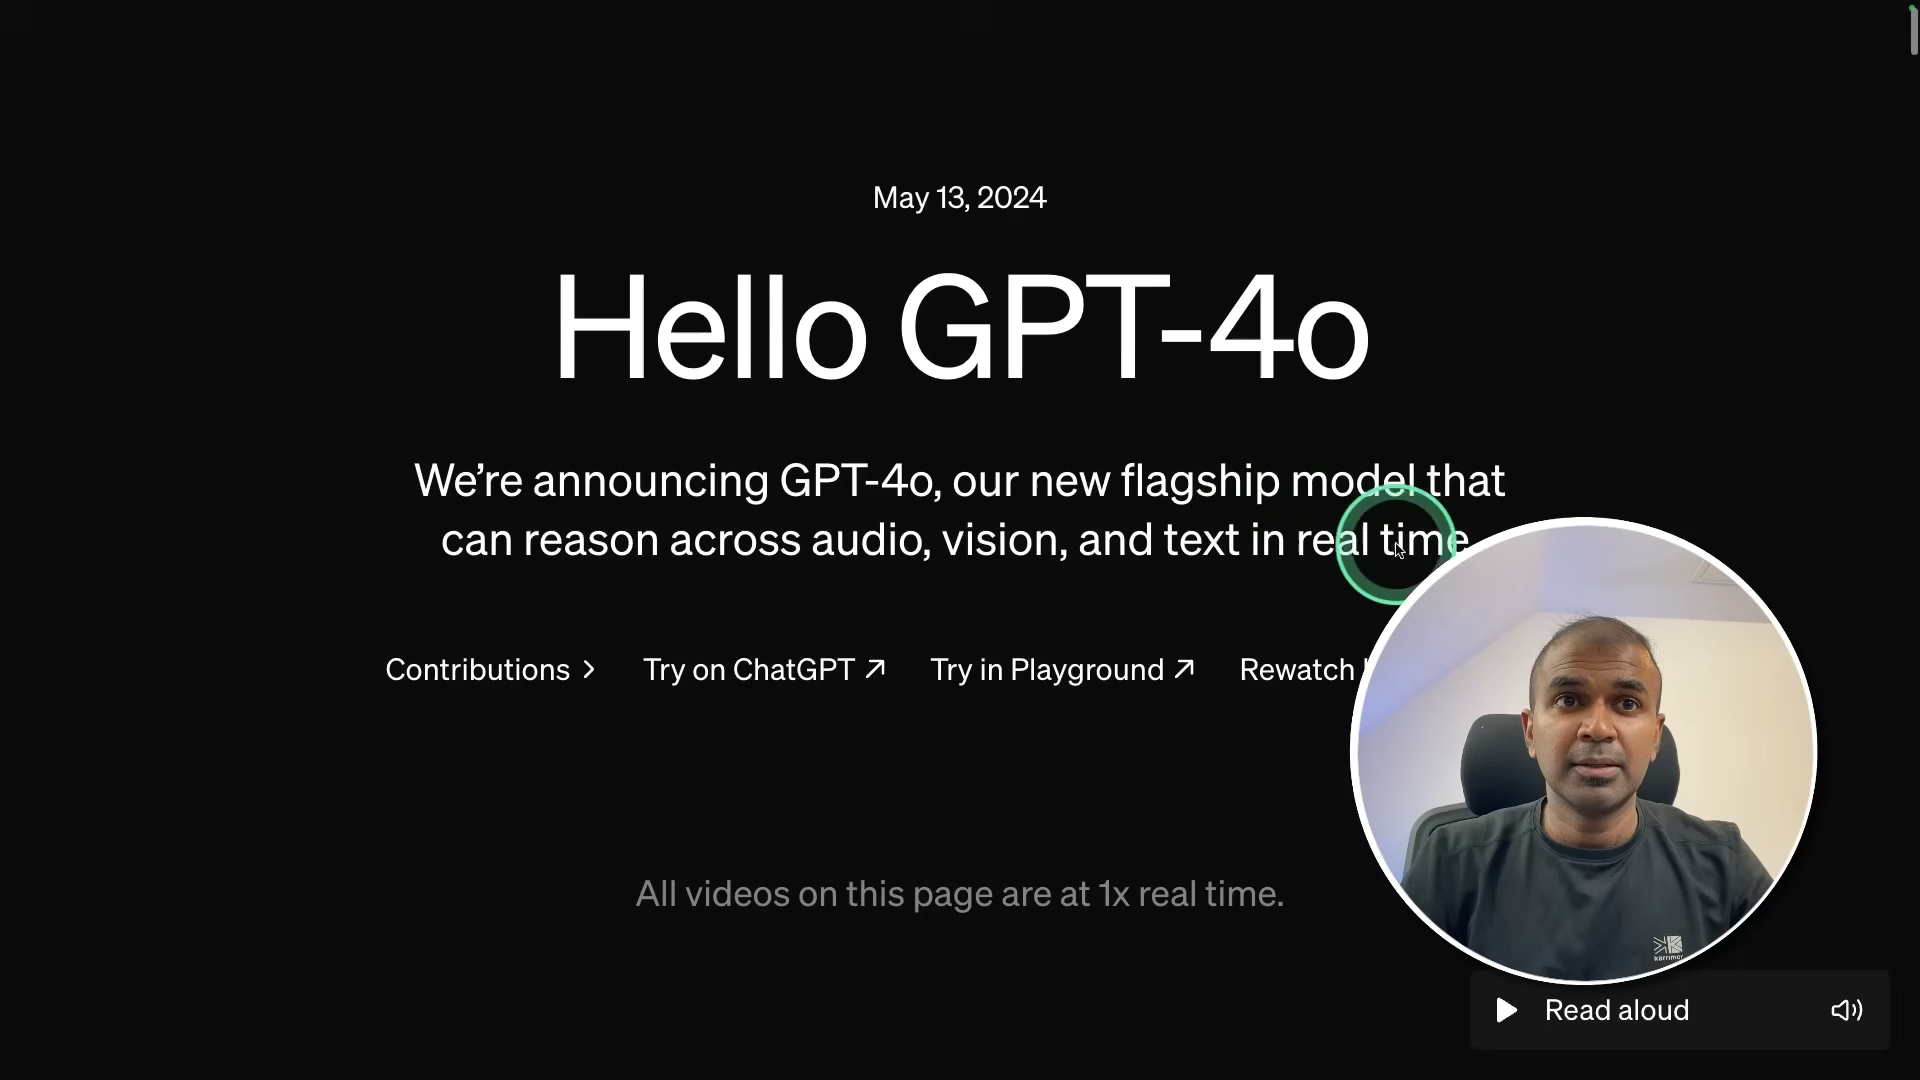 May 13, 2024
Hello GPT-4o
We’re announcing GPT-4o, our new flagship model that
can reason across audio, vision, and text in real time
Contributions
Try on ChatGPT
Try in Playground
Rewatch
All videos on this page are at 1x real time.
karrimor
Read aloud